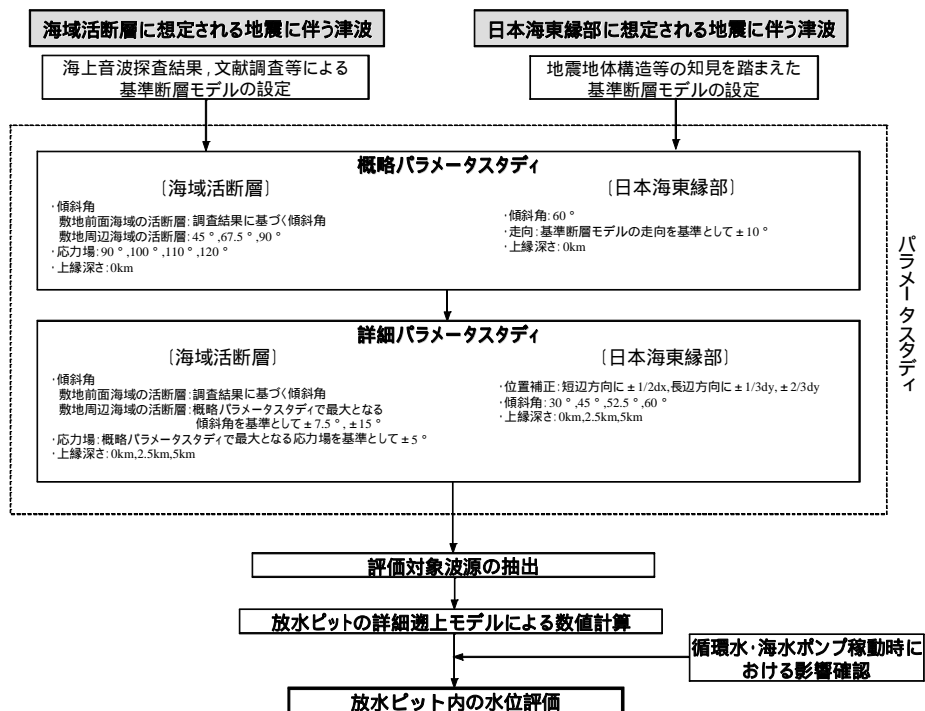 海域活断層に想定される地震に伴う津波
日本海東縁部に想定される地震に伴う津波
海上音波探査結果,文献調査等による
基準断層モデルの設定
地震地体構造等の知見を踏まえた
基準断層モデルの設定
概略パラメータスタディ
〔海域活断層〕
・傾斜角
敷地前面海域の活断層:調査結果に基づく傾斜角
敷地周辺海域の活断層:45°,67.5°,90°
・応力場:90°,100°,110°,120°
・上縁深さ:0km
〔日本海東縁部〕
・傾斜角:60°
・走向:基準断層モデルの走向を基準として±10°
・上縁深さ:0km
詳細パラメータスタディ
〔海域活断層〕
・傾斜角
敷地前面海域の活断層:調査結果に基づく傾斜角
敷地周辺海域の活断層:概略パラメータスタディで最大となる
傾斜角を基準として±7.5°,±15°
・応力場:概略パラメータスタディで最大となる応力場を基準として±5°
・上縁深さ:0km,2.5km,5km
〔日本海東縁部〕
・位置補正:短辺方向に±1/2dx,長辺方向に±1/3dy,±2/3dy
・傾斜角:30°,45°,52.5°,60°
・上縁深さ:0km,2.5km,5km
パラメータスタディ
評価対象波源の抽出
放水ピットの詳細遡上モデルによる数値計算
循環水・海水ポンプ稼動時に
おける影響確認
放水ピット内の水位評価